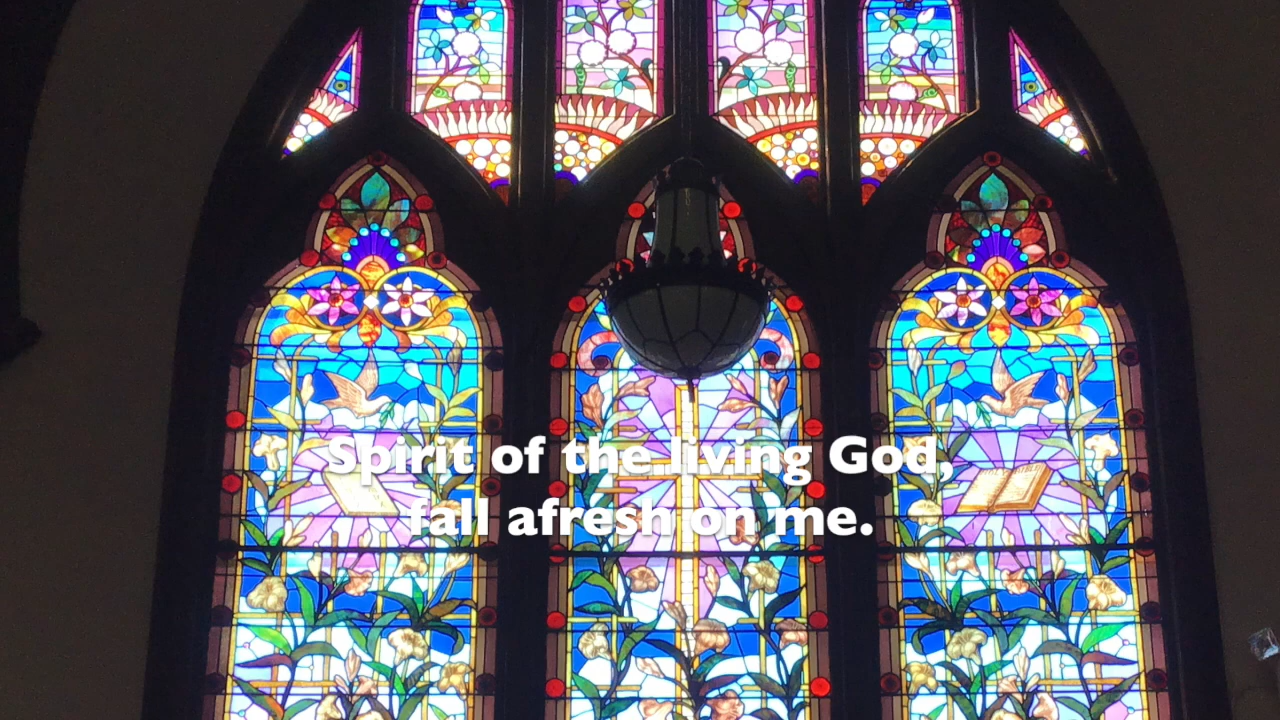 Spirit of the living God,
fall afresh on me.